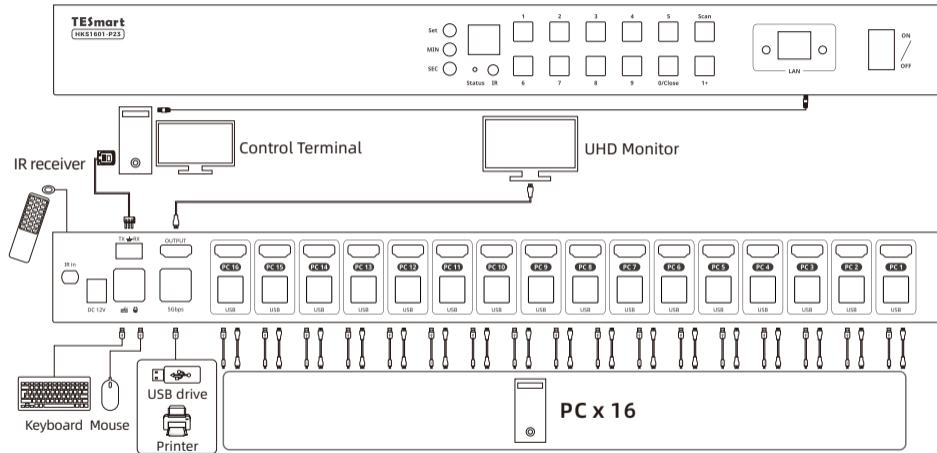 TESmart
HKS1601-P23
Set
MIN
SEC
Status IR
1 2 3 4 5 Scan
6 7 8 9 0/Close 1+
LAN
ON
OFF
Control Terminal
UHD Monitor
IR receiver
TX RX
OUTPUT
IR in
PC 16 PC 15 PC 14 PC 13 PC 12 PC 11 PC 10 PC 9 PC 8 PC 7 PC 6 PC 5 PC 4 PC 3 PC 2 PC 1
DC 12V
5Gbps
USB USB USB USB USB USB USB USB USB USB USB USB USB USB USB USB
Keyboard
Mouse
USB drive
Printer
PC x 16